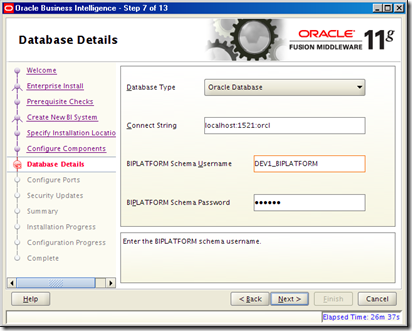 Oracle Business Intelligence - Step 7 of 13
Database Details
ORACLE
FUSION MIDDLEWARE
11g
Welcome
Enterprise Install
Prerequisite Checks
Create New BI System
Specify Installation Locatio
Configure Components
Database Details
Configure Ports
Security Updates
Summary
Installation Progress
Configuration Progress
Complete
Database Type
Oracle Database
Connect String
localhost:1521:orcl
BIPLATFORM Schema Username
DEV1_BIPLATFORM
BIPLATFORM Schema Password
••••••
Enter the BIPLATFORM schema username.
Help
< Back
Next >
Finish
Cancel
Elapsed Time: 26m 37s